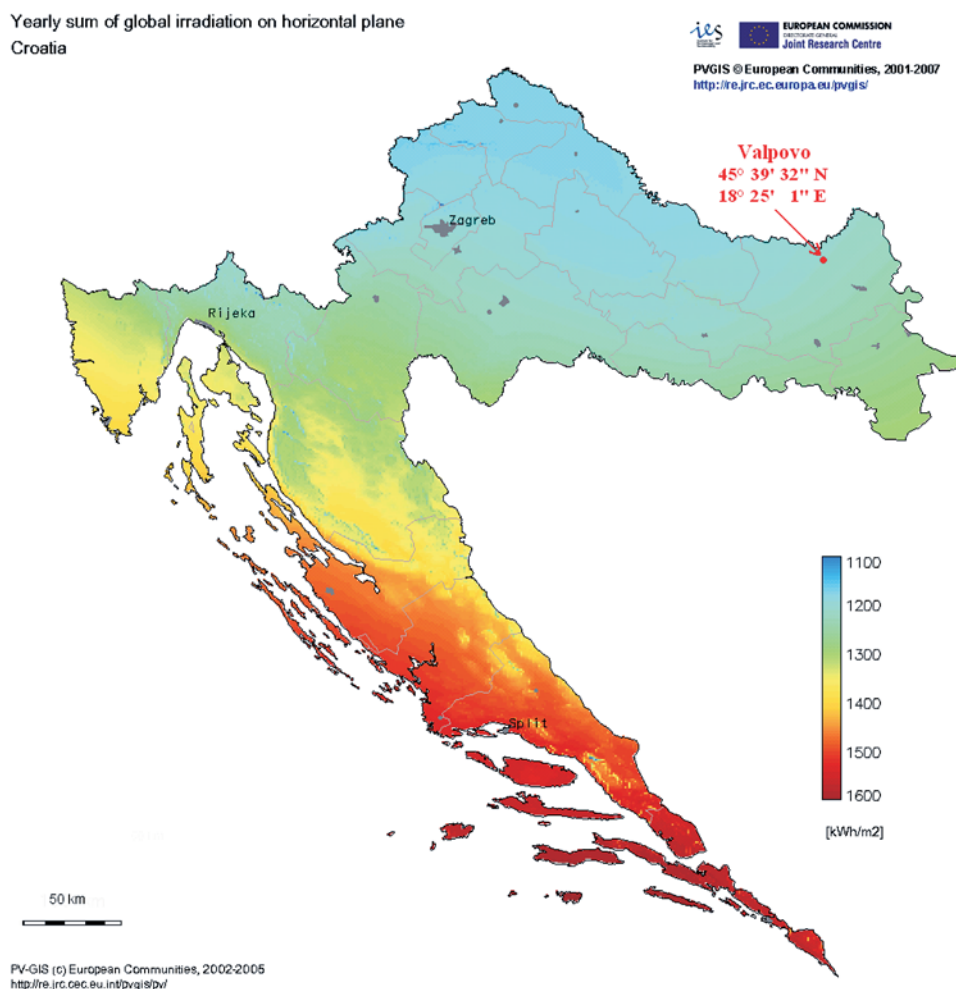 Yearly sum of global irradiation on horizontal plane
Croatia
ies
EUROPEAN COMMISSION
DIRECTORATE GENERAL
Joint Research Centre
PVGIS © European Communities, 2001-2007
http://re.jrc.ec.europa.eu/pvgis/
Valpovo
45° 39' 32" N
18° 25' 1" E
Zagreb
Rijeka
Split
1100
1200
1300
1400
1500
1600
[kWh/m2]
50 km
PV-GIS (c) European Communities, 2002-2005
http://re.jrc.cec.eu.int/pvgis/pv/